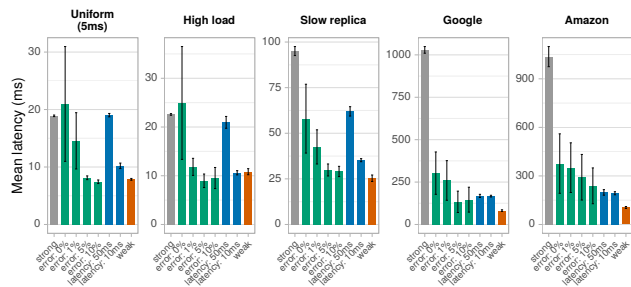 Uniform
(5ms)
High load
Slow replica
Google
Amazon
Mean latency (ms)
30
20
10
0
30
20
10
0
100
75
50
25
0
1000
750
500
250
0
900
600
300
0
strong
error: 0%
error: 1%
error: 5%
error: 10%
latency: 50ms
latency: 10ms
weak
strong
error: 0%
error: 1%
error: 5%
error: 10%
latency: 50ms
latency: 10ms
weak
strong
error: 0%
error: 1%
error: 5%
error: 10%
latency: 50ms
latency: 10ms
weak
strong
error: 0%
error: 1%
error: 5%
error: 10%
latency: 50ms
latency: 10ms
weak
strong
error: 0%
error: 1%
error: 5%
error: 10%
latency: 50ms
latency: 10ms
weak